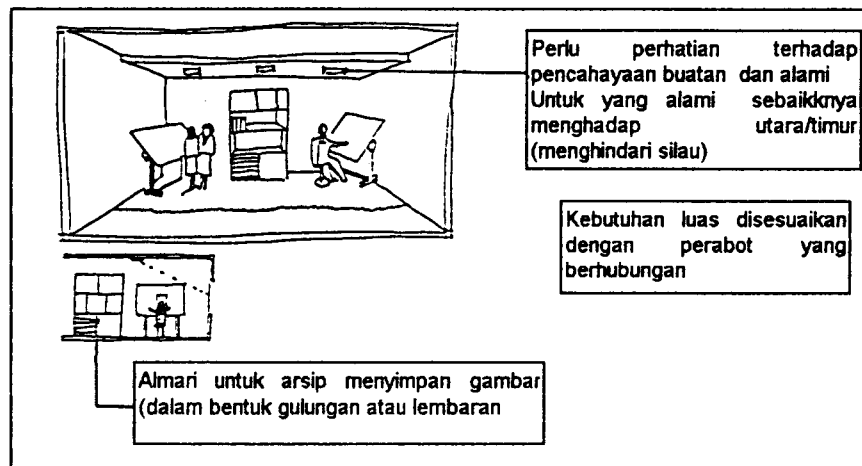 Perlu perhatian terhadap
pencahayaan buatan dan alami
Untuk yang alami sebaikknya
menghadap utara/timur
(menghindari silau)
Kebutuhan luas disesuaikan
dengan perabot yang
berhubungan
Almari untuk arsip menyimpan gambar
(dalam bentuk gulungan atau lembaran